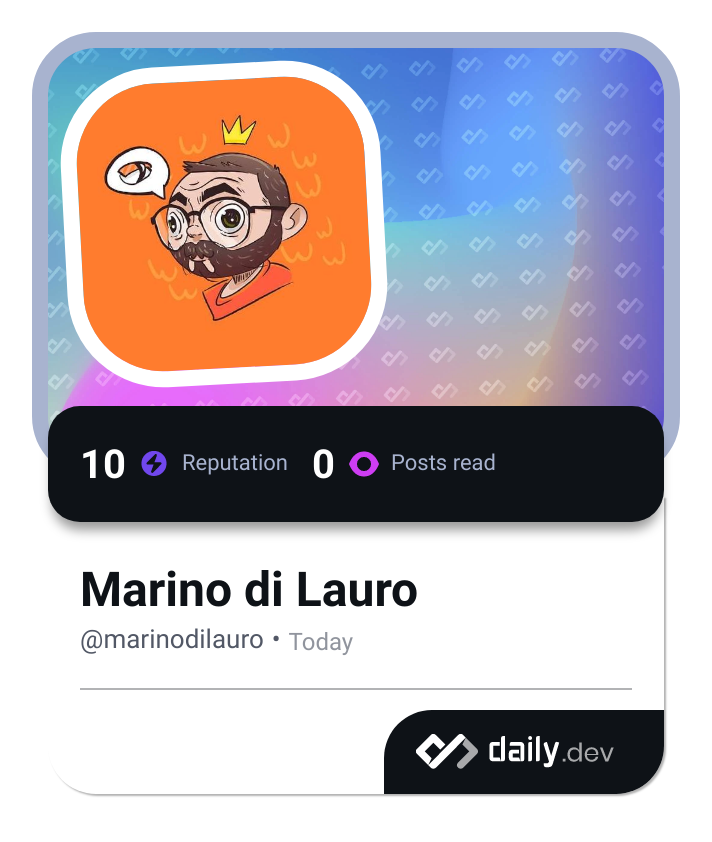 10 Reputation 0 Posts read
Marino di Lauro
@marinodilauro • Today
daily.dev